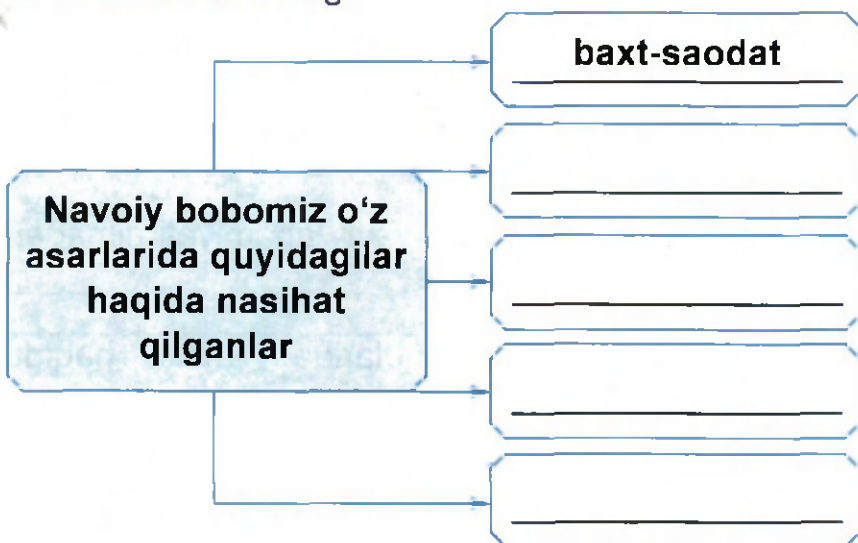 baxt-saodat
Navoiy bobomiz o‘z
asarlarida quyidagilar
haqida nasihat
qilganlar